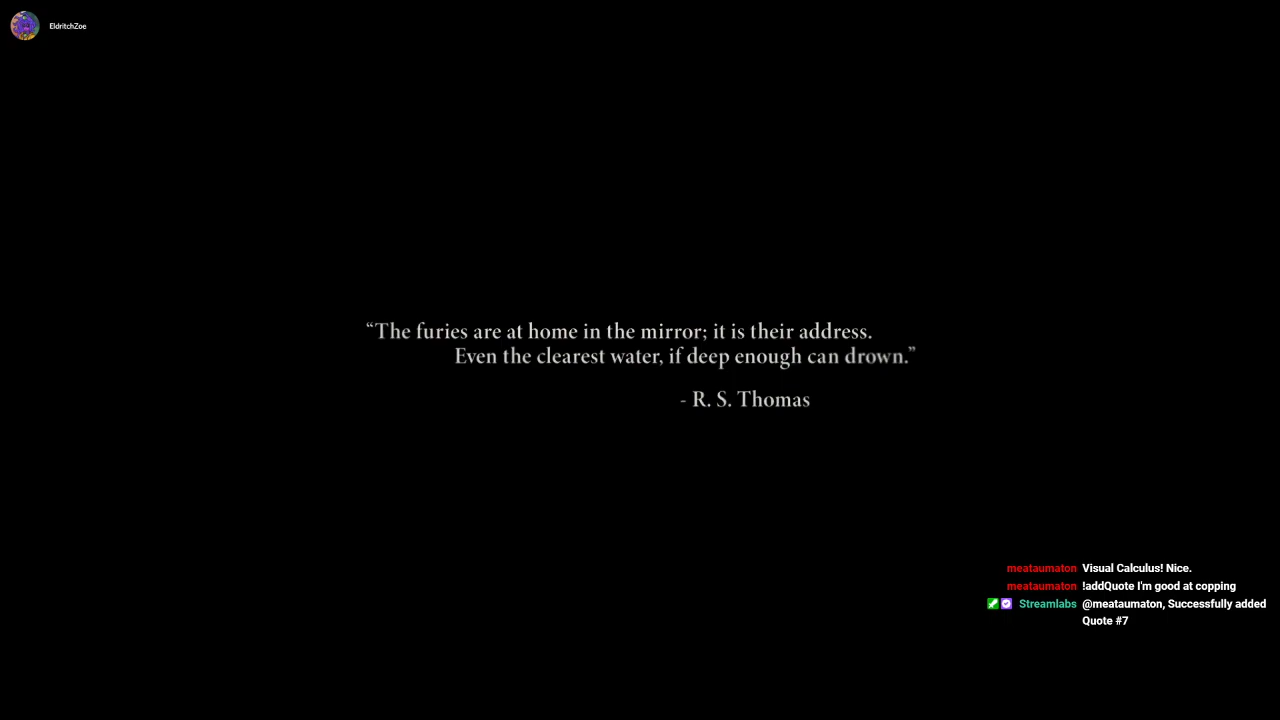 EldritchZoe
“The furies are at home in the mirror; it is their address.
Even the clearest water, if deep enough can drown.”
- R. S. Thomas
meataumaton Visual Calculus! Nice.
meataumaton !addQuote I'm good at copping
Streamlabs @meataumaton, Successfully added
Quote #7